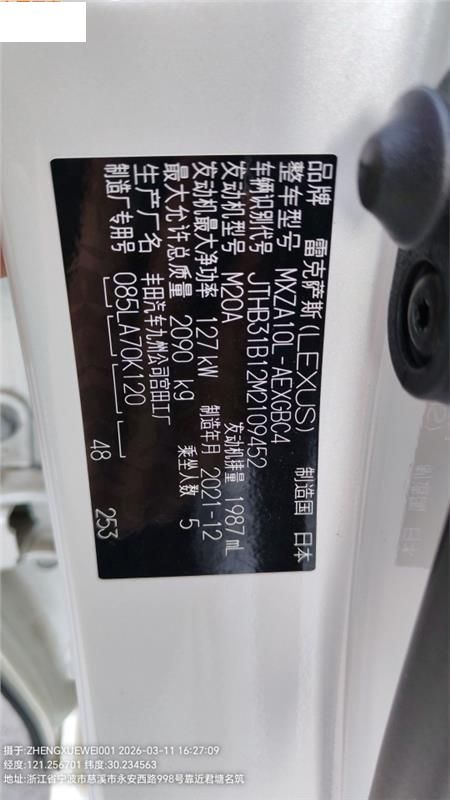 品牌 雷克萨斯(LEXUS) 制造国 日本
整车型号 MXZA10L-AEXGBC4
车辆识别代号 JTHB31B12M2109452
发动机型号 M20A 发动机排量 1987 mL
发动机最大净功率 127 kW 制造年月 2021-12
最大允许总质量 2090 kg 乘坐人数 5
生产厂名 丰田汽车九州公司宫田工厂
制造厂专用号 085LA70K120 48 253
摄于:ZHENGXUEWEI001 2026-03-11 16:27:09
经度:121.256701 纬度:30.234563
地址:浙江省宁波市慈溪市永安西路998号靠近君塘名筑